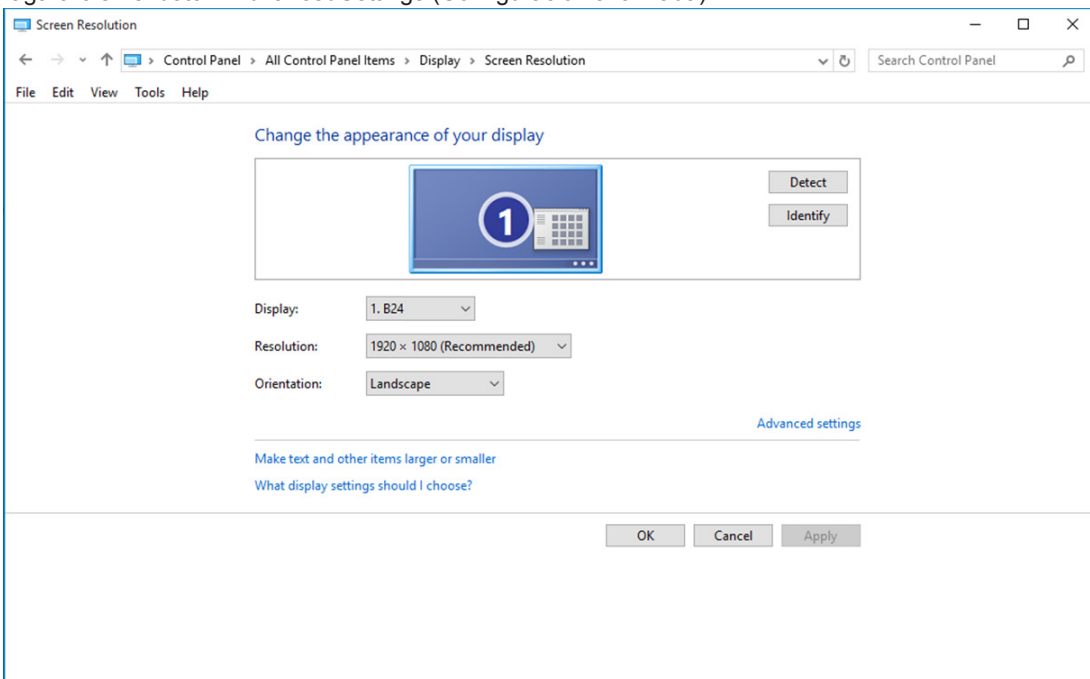 Screen Resolution
Control Panel > All Control Panel Items > Display > Screen Resolution
Search Control Panel
File Edit View Tools Help
Change the appearance of your display
1
Detect
Identify
Display: 1. B24
Resolution: 1920 × 1080 (Recommended)
Orientation: Landscape
Advanced settings
Make text and other items larger or smaller
What display settings should I choose?
OK Cancel Apply